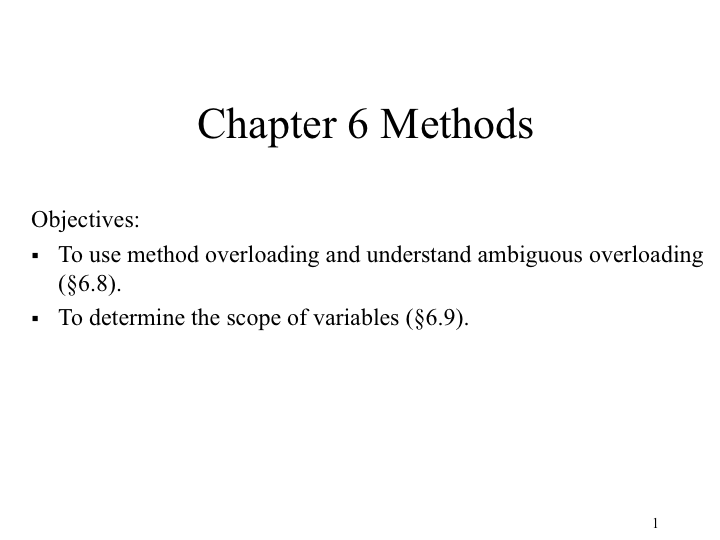 Chapter 6 Methods
Objectives:
▪ To use method overloading and understand ambiguous overloading
(§6.8).
▪ To determine the scope of variables (§6.9).
1